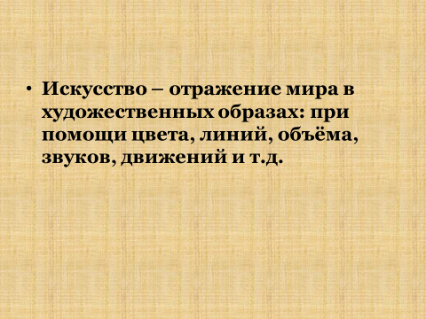 • Искусство – отражение мира в
художественных образах: при
помощи цвета, линий, объёма,
звуков, движений и т.д.